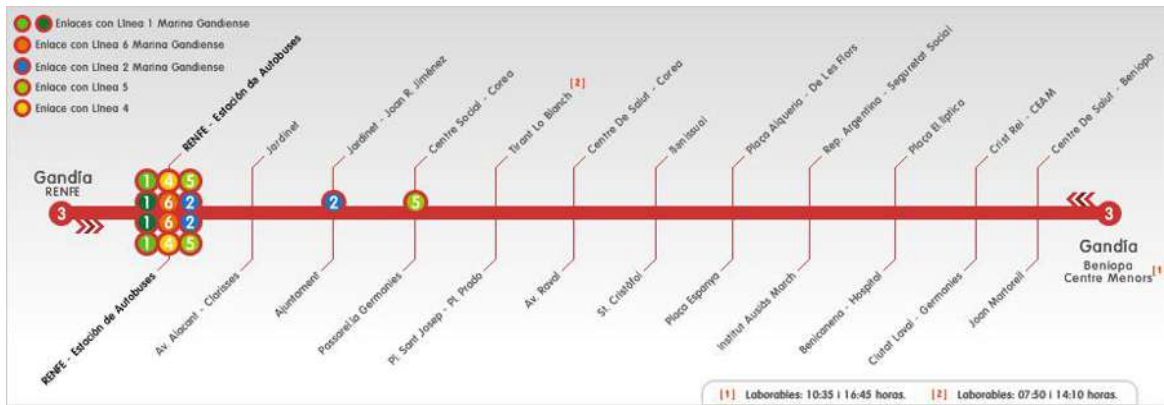 Enlaces con Línea 1 Marina Gandiense
Enlace con Línea 6 Marina Gandiense
Enlace con Línea 2 Marina Gandiense
Enlace con Línea 5
Enlace con Línea 4
RENFE - Estación de Autobuses
Jardinet
Jardinet - Joan R. Jiménez
Centre Social - Corea
Tirant Lo Blanch [2]
Centre De Salut - Corea
Benissuai
Plaça Alqueria - De Les Flors
Rep. Argentina - Seguretat Social
Plaça El·líptica
Crist Rei - CEAM
Centre De Salut - Beniopa
Gandía
RENFE
3
1 4 5
1 6 2
1 6 2
1 4 5
2
5
3
Gandía
Beniopa
Centre Menors [1
RENFE - Estación de Autobuses
Av. Alacant - Clarisses
Ajuntament
Passarel·la Germanies
Pl. Sant Josep - Pl. Prado
Av. Raval
St. Cristòfol
Plaça Espanya
Institut Ausiàs March
Benicanena - Hospital
Ciutat Laval - Germanies
Joan Martorell
[1] Laborables: 10:35 i 16:45 horas. [2] Laborables: 07:50 i 14:10 horas.